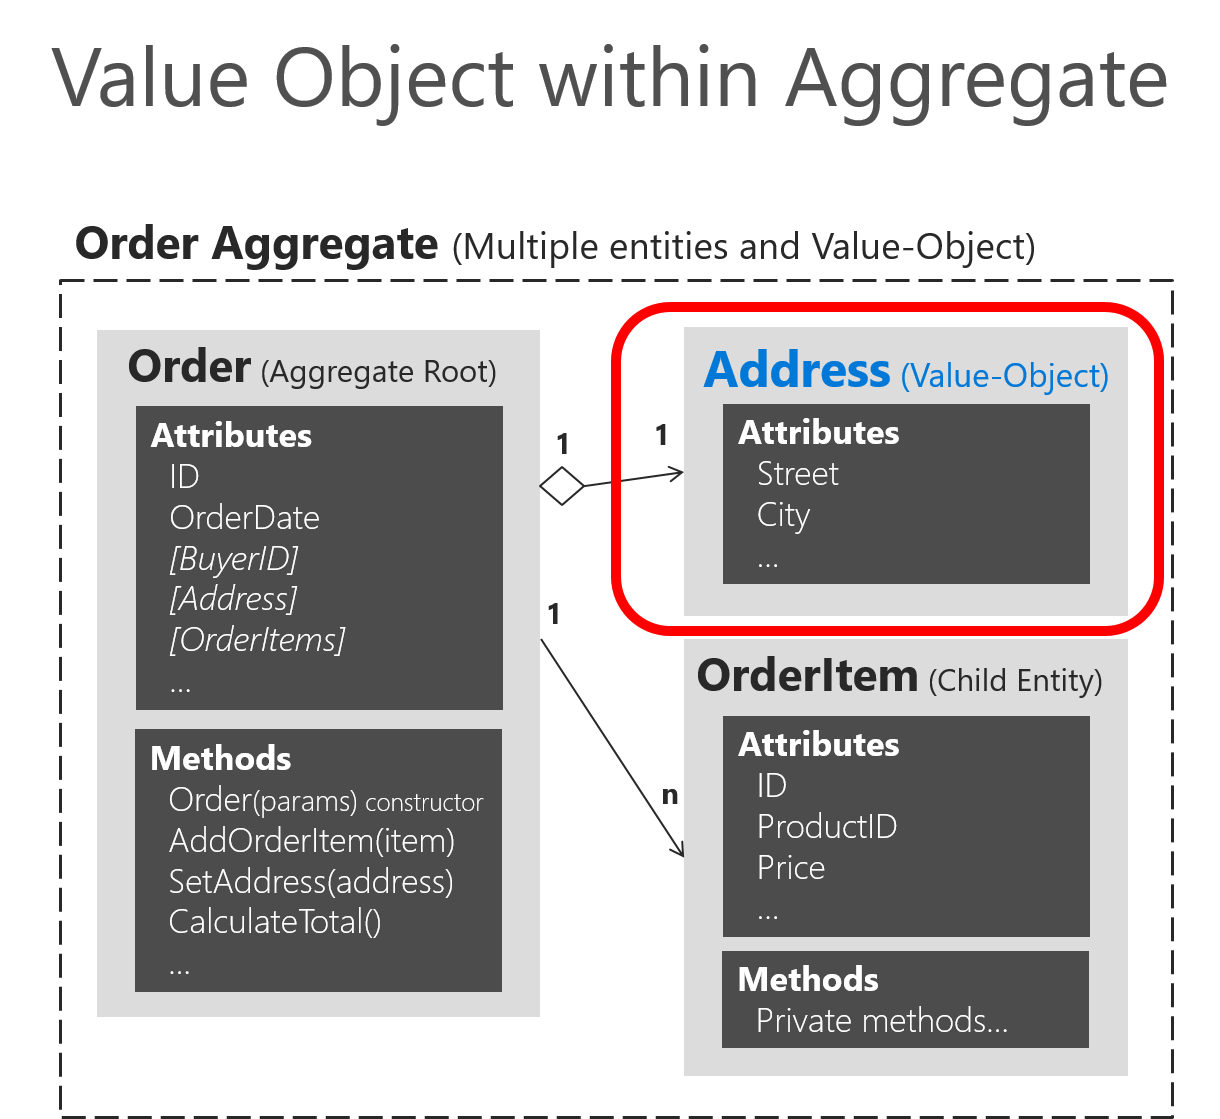 Value Object within Aggregate
Order Aggregate (Multiple entities and Value-Object)
Order (Aggregate Root)
Attributes
ID
OrderDate
[BuyerID]
[Address]
[OrderItems]
...
Methods
Order(params) constructor
AddOrderItem(item)
SetAddress(address)
CalculateTotal()
...
1
1
Address (Value-Object)
Attributes
Street
City
...
1
n
OrderItem (Child Entity)
Attributes
ID
ProductID
Price
...
Methods
Private methods...